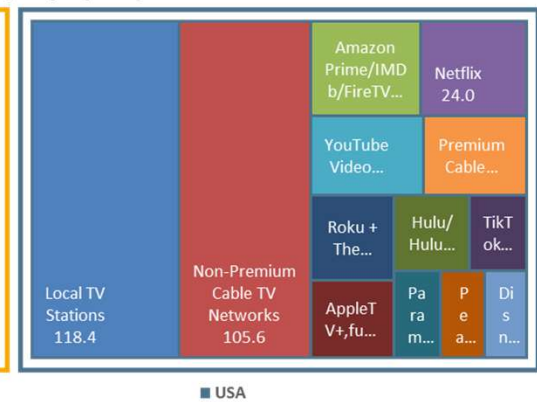 Local TV
Stations
118.4
Non-Premium
Cable TV
Networks
105.6
Amazon
Prime/IMD
b/FireTV...
Netflix
24.0
YouTube
Video...
Premium
Cable...
Roku +
The...
Hulu/
Hulu...
TikT
ok...
AppleT
V+,fu...
Pa
ra
m...
P
e
a...
Di
s
n...
USA